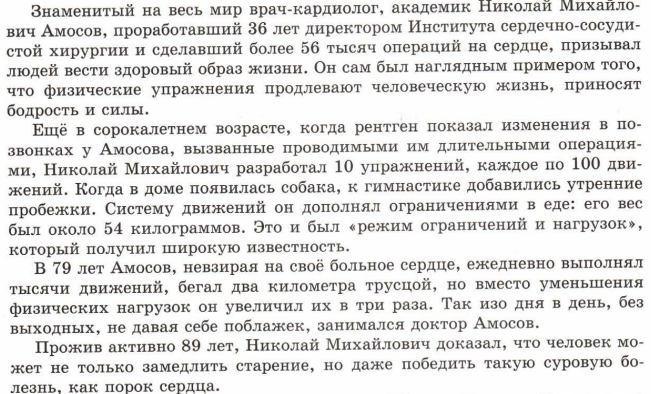 Знаменитый на весь мир врач-кардиолог, академик Николай Михайло-
вич Амосов, проработавший 36 лет директором Института сердечно-сосуди-
стой хирургии и сделавший более 56 тысяч операций на сердце, призывал
людей вести здоровый образ жизни. Он сам был наглядным примером того,
что физические упражнения продлевают человеческую жизнь, приносят
бодрость и силы.
Ещё в сорокалетнем возрасте, когда рентген показал изменения в по-
звонках у Амосова, вызванные проводимыми им длительными операция-
ми, Николай Михайлович разработал 10 упражнений, каждое по 100 дви-
жений. Когда в доме появилась собака, к гимнастике добавились утренние
пробежки. Систему движений он дополнял ограничениями в еде: его вес
был около 54 килограммов. Это и был «режим ограничений и нагрузок»,
который получил широкую известность.
В 79 лет Амосов, невзирая на своё больное сердце, ежедневно выполнял
тысячи движений, бегал два километра трусцой, но вместо уменьшения
физических нагрузок он увеличил их в три раза. Так изо дня в день, без
выходных, не давая себе поблажек, занимался доктор Амосов.
Прожив активно 89 лет, Николай Михайлович доказал, что человек мо-
жет не только замедлить старение, но даже победить такую суровую бо-
лезнь, как порок сердца.